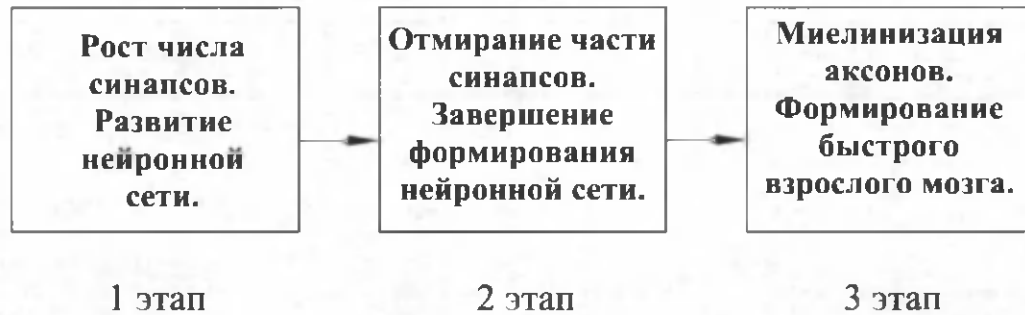 Рост числа
синапсов.
Развитие
нейронной
сети.
Отмирание части
синапсов.
Завершение
формирования
нейронной сети.
Миелинизация
аксонов.
Формирование
быстрого
взрослого мозга.
1 этап
2 этап
3 этап